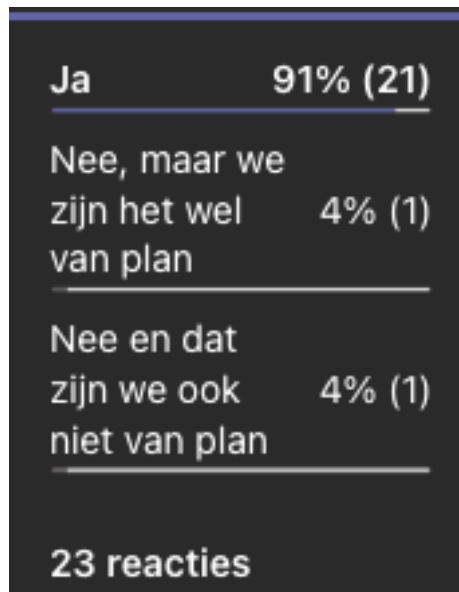 Ja 91% (21)
Nee, maar we
zijn het wel 4% (1)
van plan
Nee en dat
zijn we ook 4% (1)
niet van plan
23 reacties